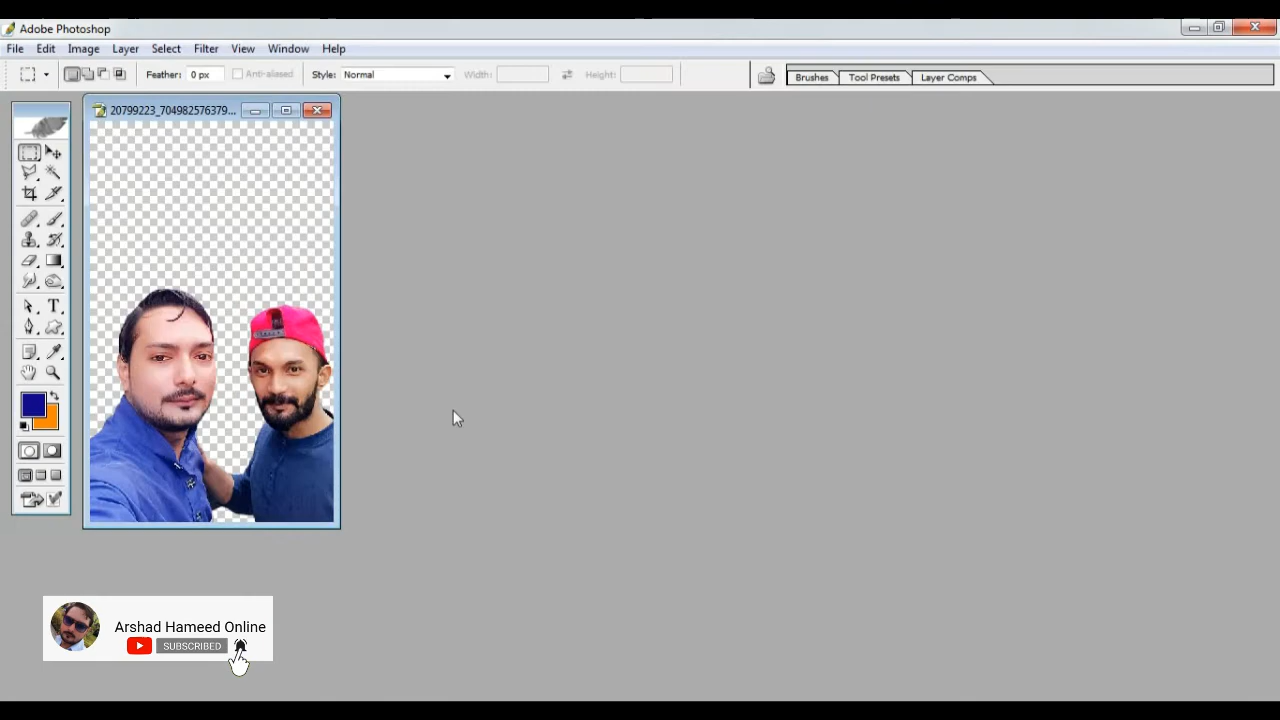 Adobe Photoshop
File Edit Image Layer Select Filter View Window Help
Feather: 0 px Anti-aliased Style: Normal Width: Height: Brushes Tool Presets Layer Comps
20799223_704982576379...
T
Arshad Hameed Online
SUBSCRIBED